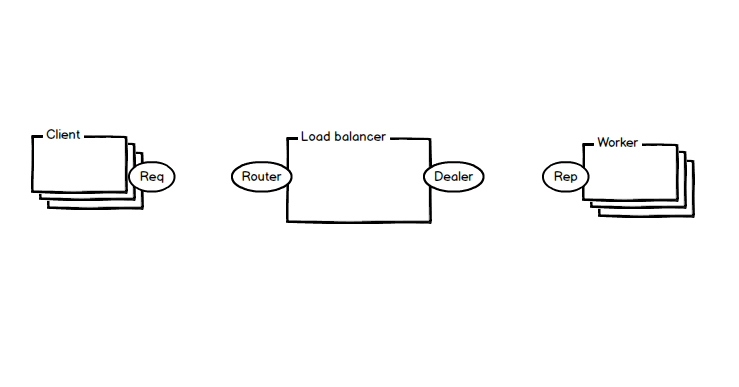 Client
Load balancer
Worker
Req
Router
Dealer
Rep